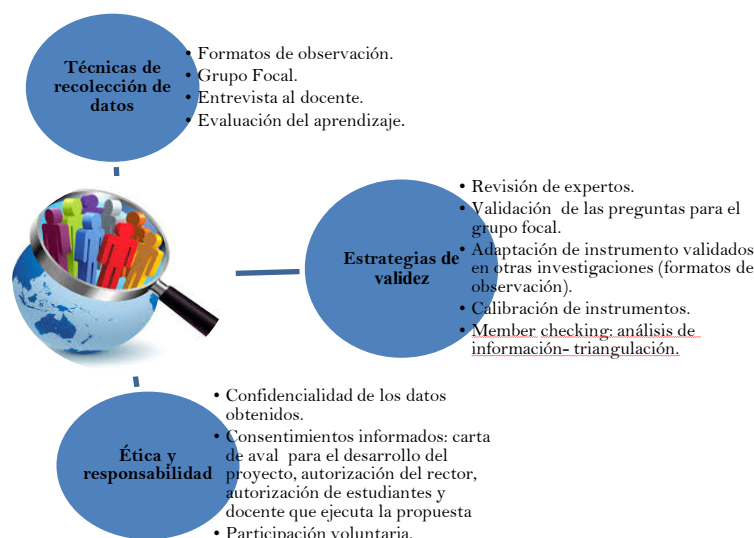 Técnicas de
recolección de
datos
• Formatos de observación.
• Grupo Focal.
• Entrevista al docente.
• Evaluación del aprendizaje.
Estrategias de
validez
• Revisión de expertos.
• Validación de las preguntas para el
grupo focal.
• Adaptación de instrumento validados
en otras investigaciones (formatos de
observación).
• Calibración de instrumentos.
• Member checking: análisis de
información- triangulación.
Ética y
responsabilidad
• Confidencialidad de los datos
obtenidos.
• Consentimientos informados: carta
de aval para el desarrollo del
proyecto, autorización del rector,
autorización de estudiantes y
docente que ejecuta la propuesta
• Participación voluntaria.